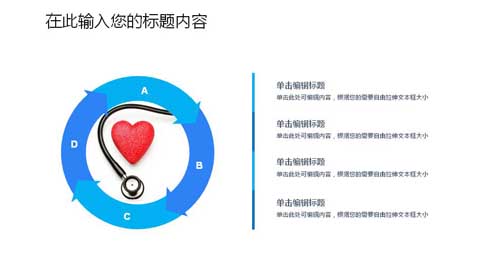 在此输入您的标题内容
A
B
C
D
单击编辑标题
单击此处可编辑内容，根据您的需要自由拉伸文本框大小
单击编辑标题
单击此处可编辑内容，根据您的需要自由拉伸文本框大小
单击编辑标题
单击此处可编辑内容，根据您的需要自由拉伸文本框大小
单击编辑标题
单击此处可编辑内容，根据您的需要自由拉伸文本框大小